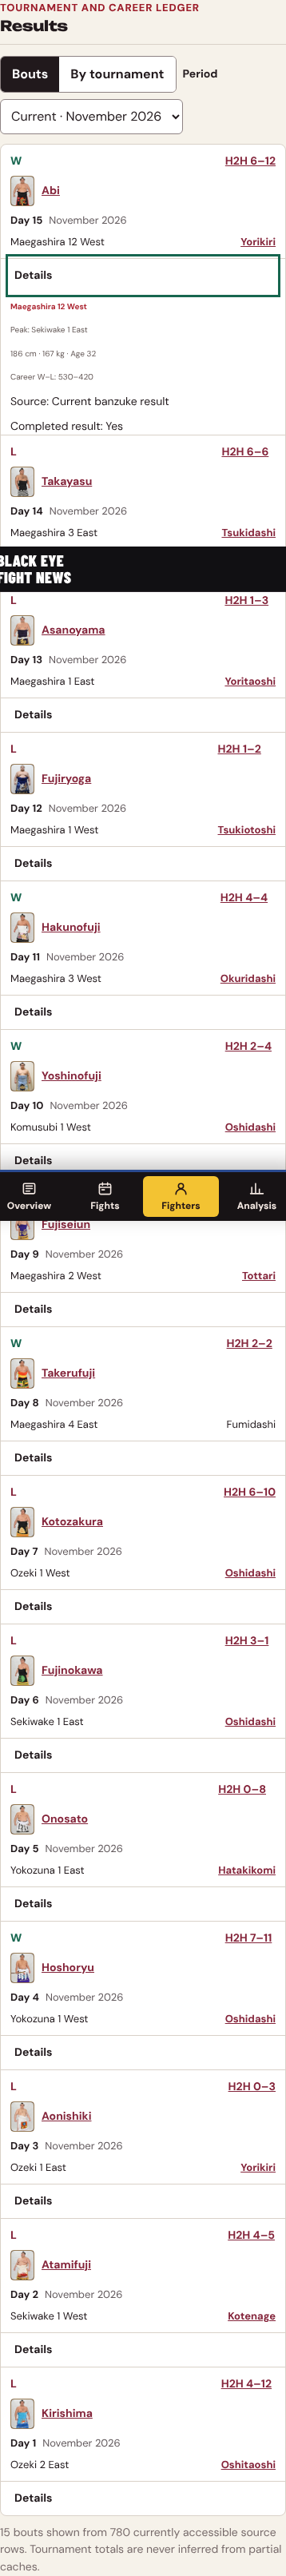 TOURNAMENT AND CAREER LEDGER
Results
Bouts By tournament Period
Current · November 2026
W H2H 6–12
Abi
Day 15 November 2026
Maegashira 12 West Yorikiri
Details
Maegashira 12 West
Peak: Sekiwake 1 East
186 cm · 167 kg · Age 32
Career W–L: 530–420
Source: Current banzuke result
Completed result: Yes
L H2H 6–6
Takayasu
Day 14 November 2026
Maegashira 3 East Tsukidashi
BLACK EYE
FIGHT NEWS
L H2H 1–3
Asanoyama
Day 13 November 2026
Maegashira 1 East Yoritaoshi
Details
L H2H 1–2
Fujiryoga
Day 12 November 2026
Maegashira 1 West Tsukiotoshi
Details
W H2H 4–4
Hakunofuji
Day 11 November 2026
Maegashira 3 West Okuridashi
Details
W H2H 2–4
Yoshinofuji
Day 10 November 2026
Komusubi 1 West Oshidashi
Details
Overview Fights Fighters Analysis
Fujiseiun
Day 9 November 2026
Maegashira 2 West Tottari
Details
W H2H 2–2
Takerufuji
Day 8 November 2026
Maegashira 4 East Fumidashi
Details
L H2H 6–10
Kotozakura
Day 7 November 2026
Ozeki 1 West Oshidashi
Details
L H2H 3–1
Fujinokawa
Day 6 November 2026
Sekiwake 1 East Oshidashi
Details
L H2H 0–8
Onosato
Day 5 November 2026
Yokozuna 1 East Hatakikomi
Details
W H2H 7–11
Hoshoryu
Day 4 November 2026
Yokozuna 1 West Oshidashi
Details
L H2H 0–3
Aonishiki
Day 3 November 2026
Ozeki 1 East Yorikiri
Details
L H2H 4–5
Atamifuji
Day 2 November 2026
Sekiwake 1 West Kotenage
Details
L H2H 4–12
Kirishima
Day 1 November 2026
Ozeki 2 East Oshitaoshi
Details
15 bouts shown from 780 currently accessible source
rows. Tournament totals are never inferred from partial
caches.